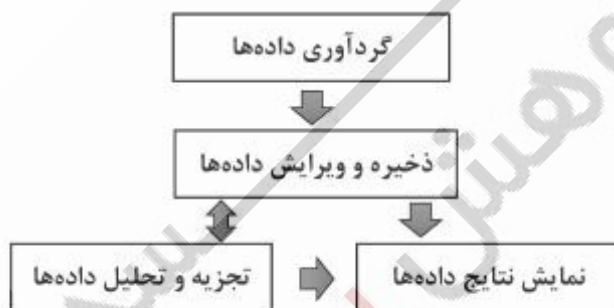 گردآوری داده‌ها
ذخیره و ویرایش داده‌ها
نمایش نتایج داده‌ها
تجزیه و تحلیل داده‌ها